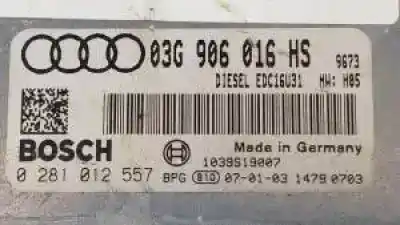 03G 906 016 HS 9673
DIESEL EDC16U31 HW: H05
BOSCH
Made in Germany
1039S19007
0 281 012 557 BPG 810 07-01-03 1479 0703